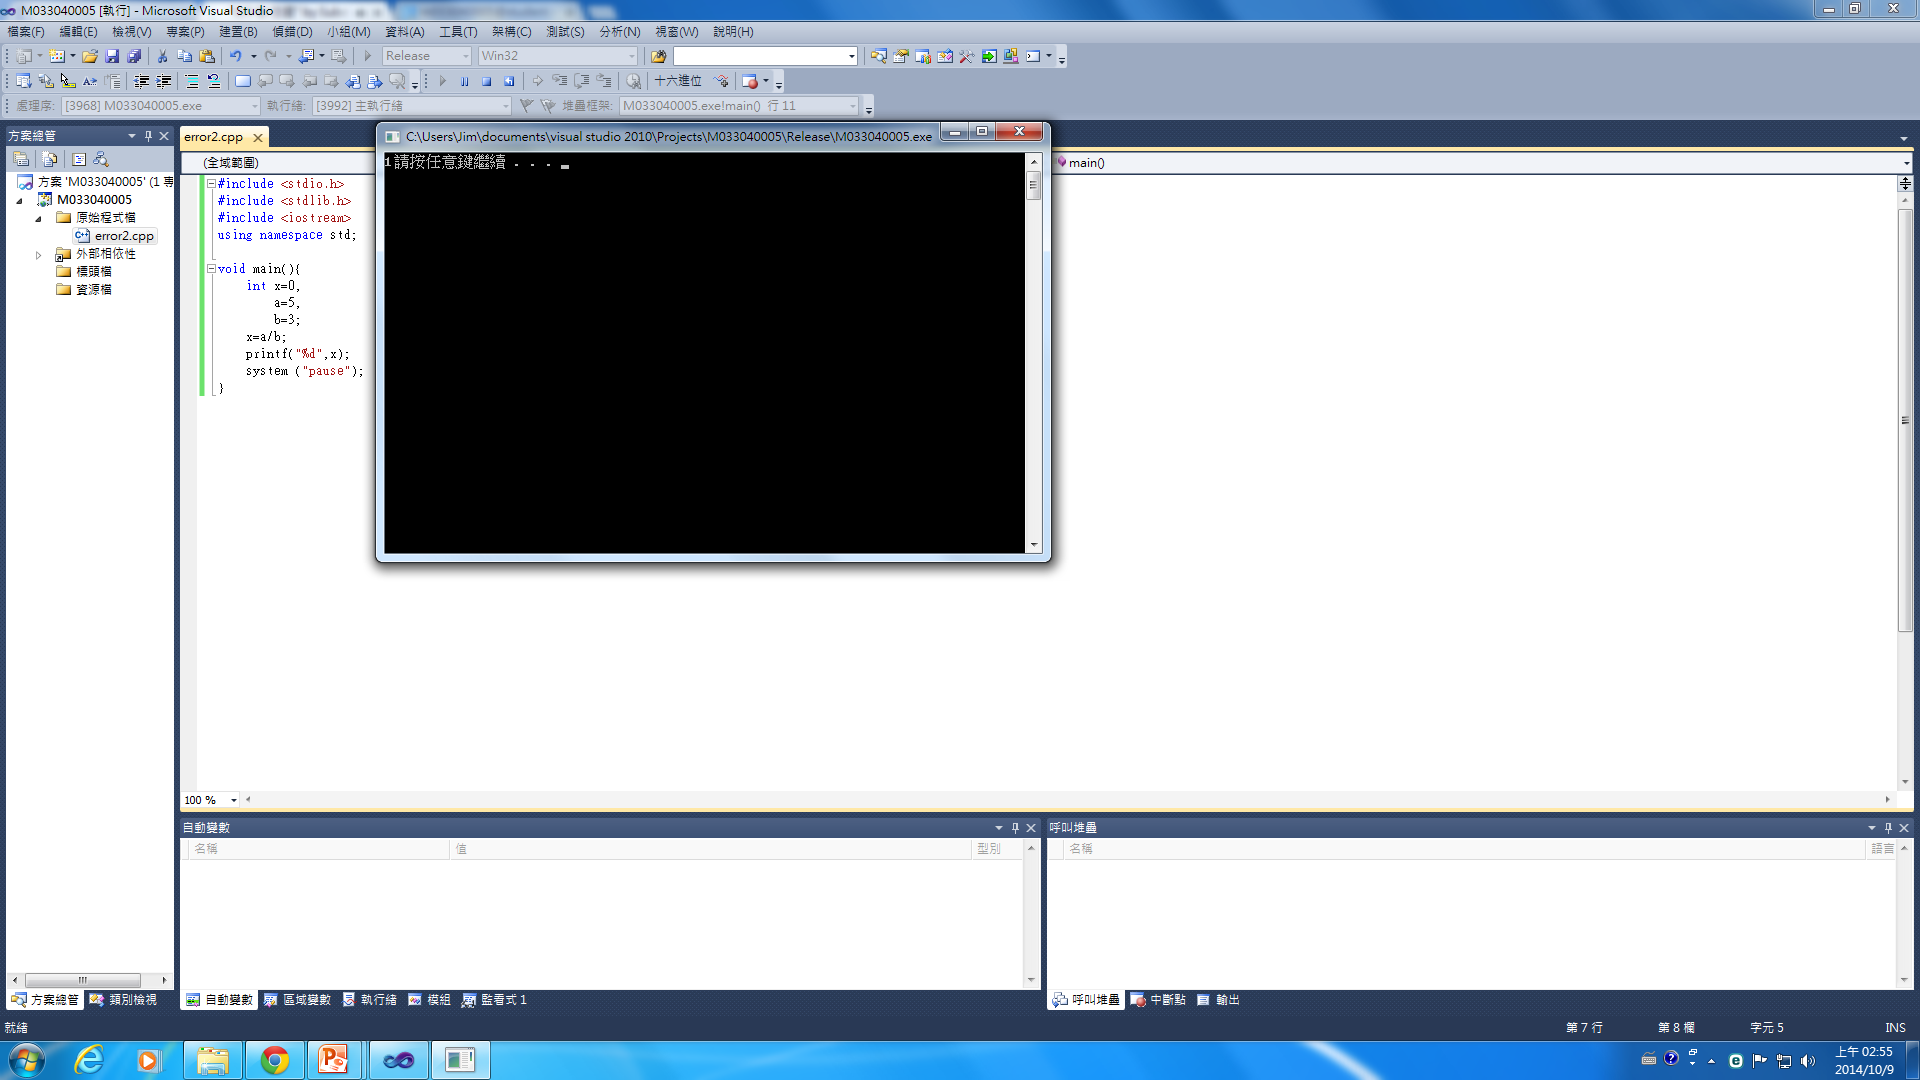 M033040005 [執行] - Microsoft Visual Studio
檔案(F) 編輯(E) 檢視(V) 專案(P) 建置(B) 偵錯(D) 小組(M) 資料(A) 工具(T) 架構(C) 測試(S) 分析(N) 視窗(W) 說明(H)
Release Win32
十六進位
處理序: [3968] M033040005.exe 執行緒: [3992] 主執行緒 堆疊框架: M033040005.exe!main() 行 11
方案總管
方案 'M033040005' (1 專
M033040005
原始程式檔
error2.cpp
外部相依性
標頭檔
資源檔
error2.cpp
(全域範圍)
main()
#include <stdio.h>
#include <stdlib.h>
#include <iostream>
using namespace std;
void main(){
int x=0,
a=5,
b=3;
x=a/b;
printf("%d",x);
system ("pause");
}
C:\Users\Jim\documents\visual studio 2010\Projects\M033040005\Release\M033040005.exe
1請按任意鍵繼續 . . .
100 %
自動變數
名稱 值 型別
呼叫堆疊
名稱 語言
方案總管 類別檢視
自動變數 區域變數 執行緒 模組 監看式 1
呼叫堆疊 中斷點 輸出
就緒 第 7 行 第 8 欄 字元 5 INS
上午 02:55
2014/10/9